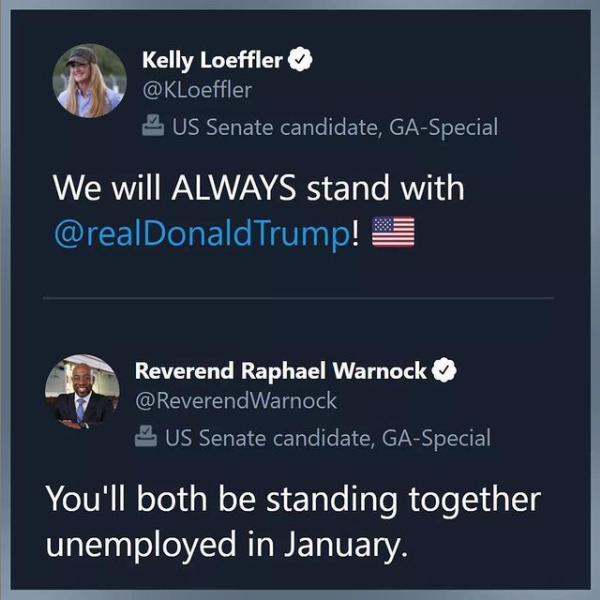 Kelly Loeffler
@KLoeffler
US Senate candidate, GA-Special
We will ALWAYS stand with
@realDonaldTrump! 🇺🇸
Reverend Raphael Warnock
@ReverendWarnock
US Senate candidate, GA-Special
You'll both be standing together
unemployed in January.